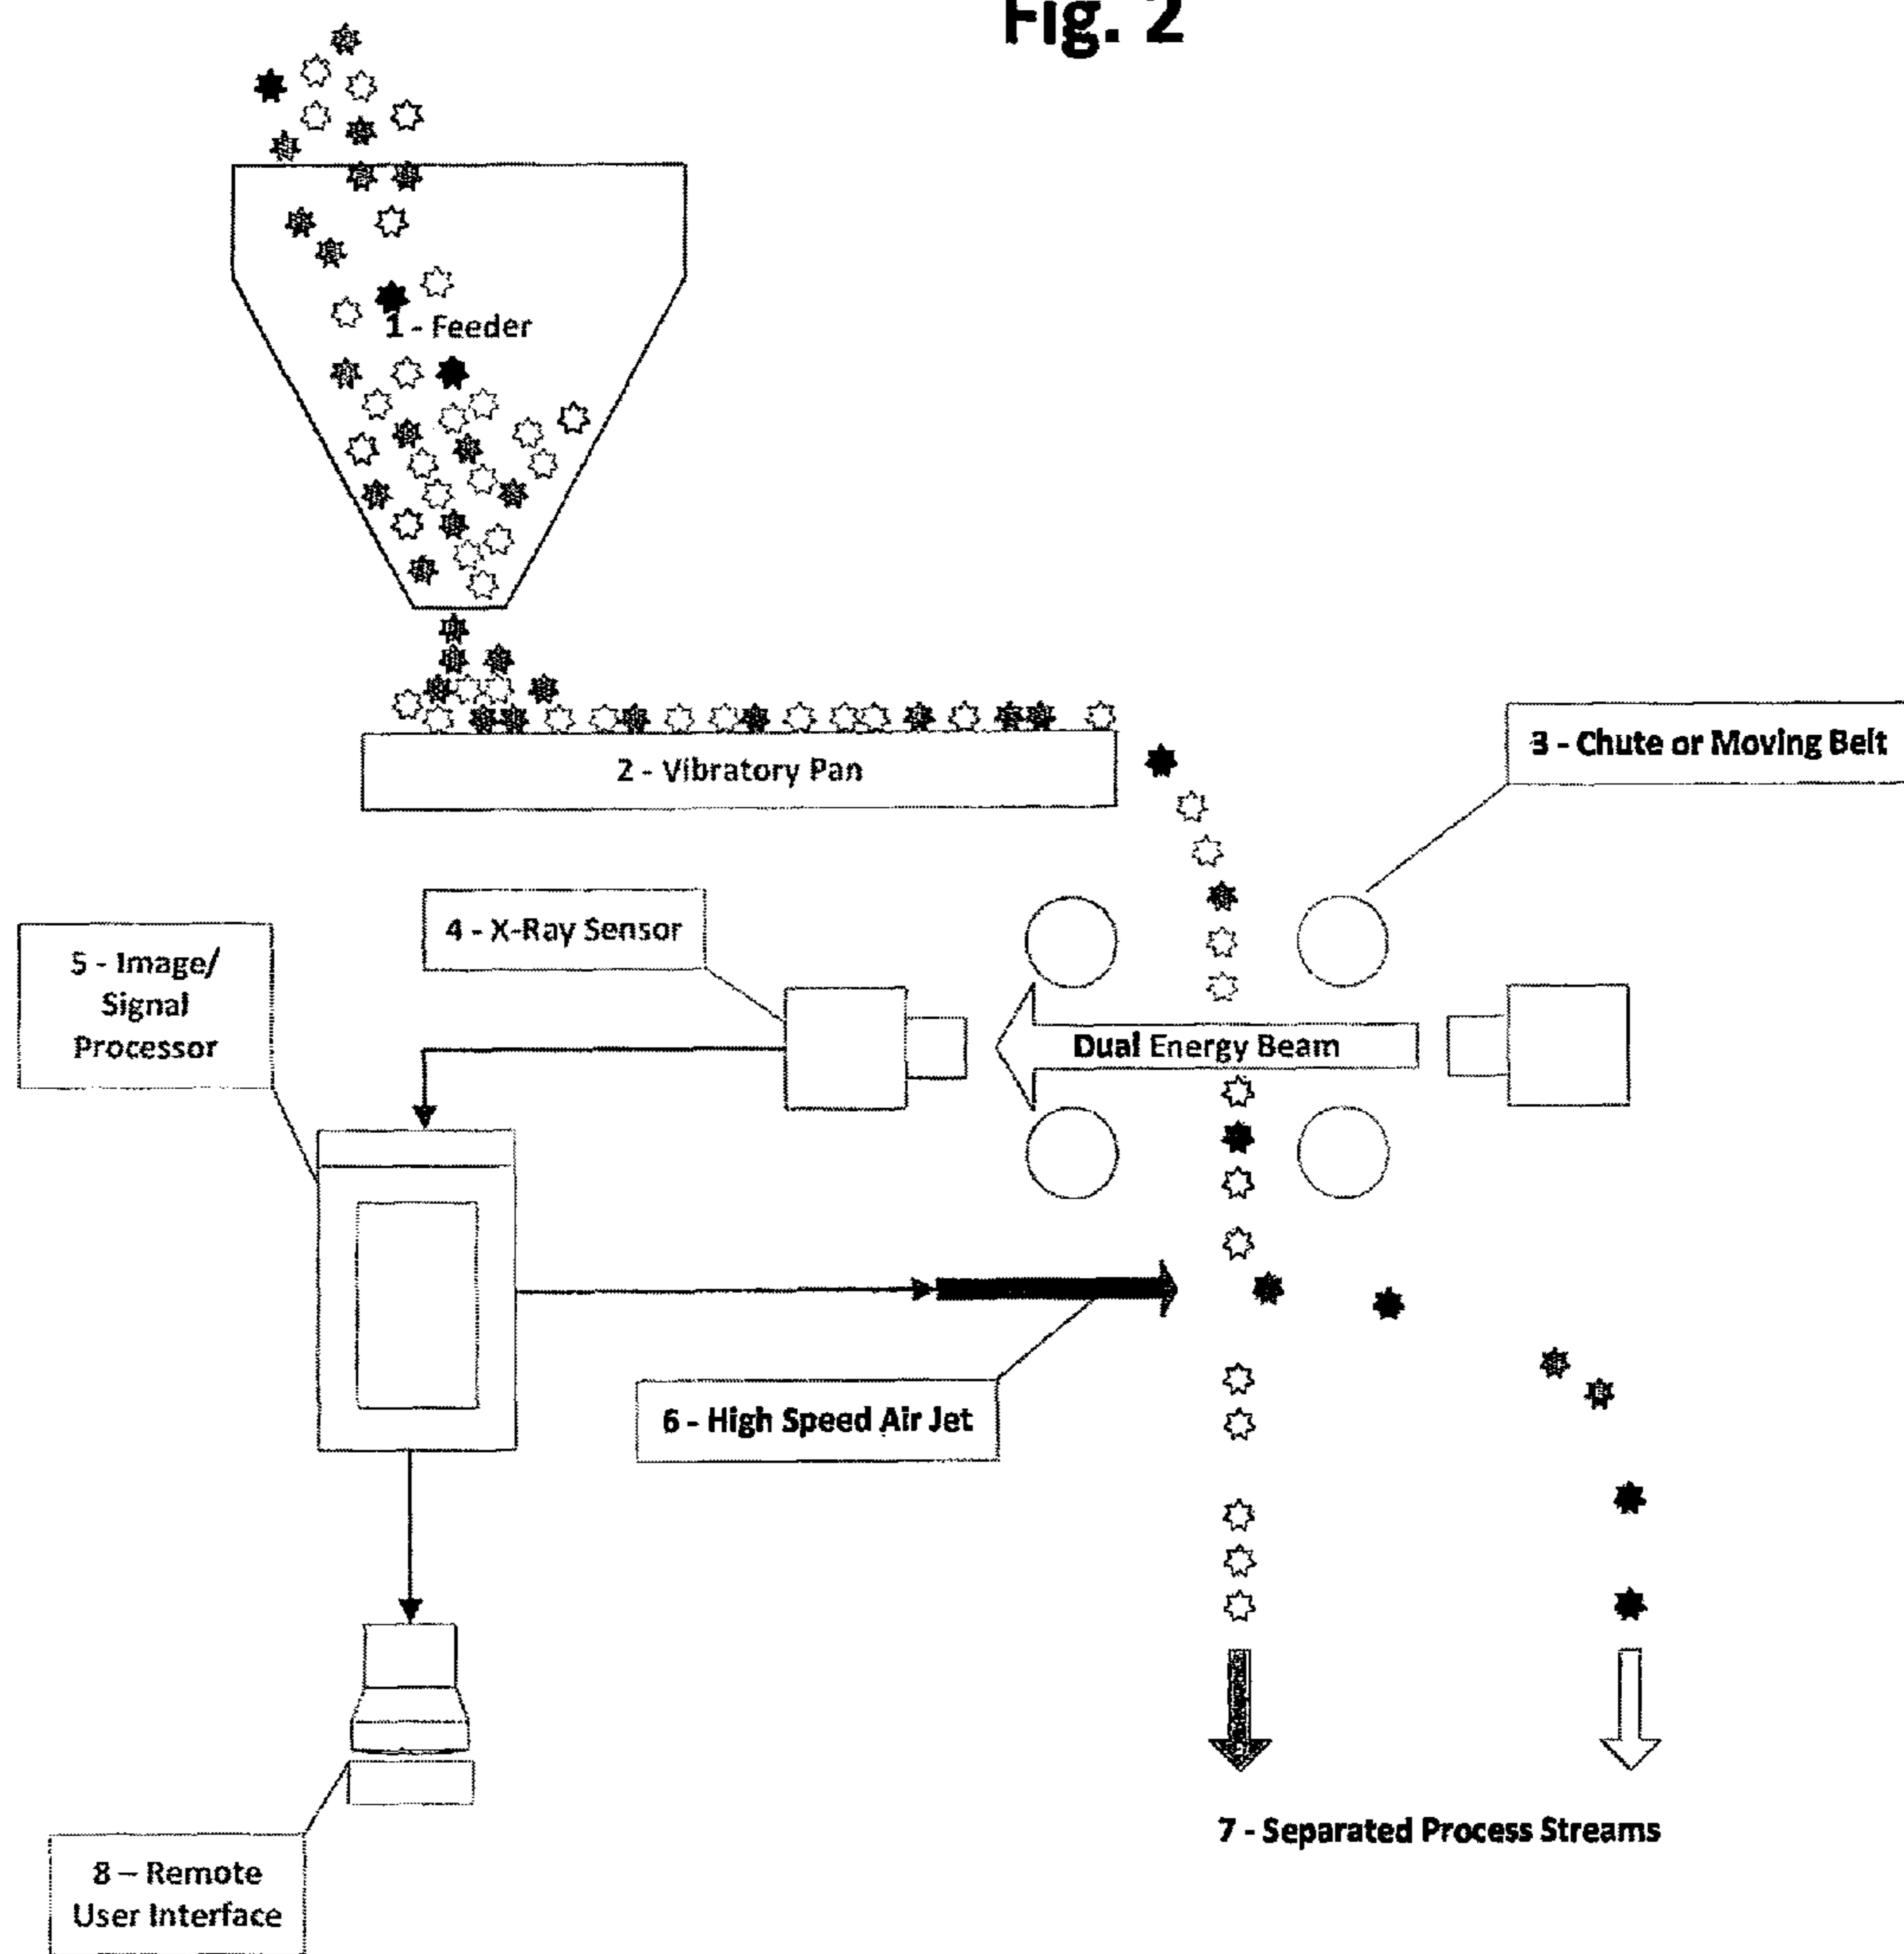 Fig. 2
1 - Feeder
2 - Vibratory Pan
3 - Chute or Moving Belt
4 - X-Ray Sensor
5 - Image/
Signal
Processor
Dual Energy Beam
6 - High Speed Air Jet
7 - Separated Process Streams
8 – Remote
User Interface